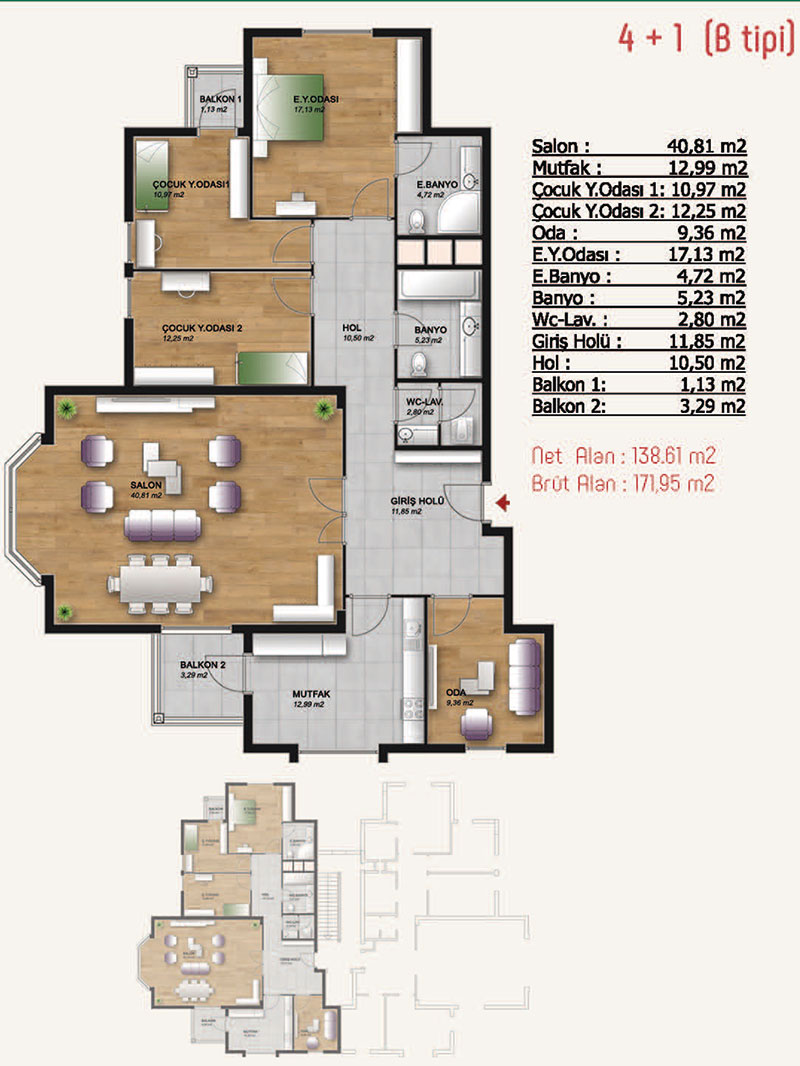 4 + 1 (B tipi)
Salon : 40,81 m2
Mutfak : 12,99 m2
Çocuk Y.Odası 1: 10,97 m2
Çocuk Y.Odası 2: 12,25 m2
Oda : 9,36 m2
E.Y.Odası : 17,13 m2
E.Banyo : 4,72 m2
Banyo : 5,23 m2
Wc-Lav. : 2,80 m2
Giriş Holü : 11,85 m2
Hol : 10,50 m2
Balkon 1: 1,13 m2
Balkon 2: 3,29 m2
Net Alan : 138.61 m2
Brüt Alan : 171,95 m2
BALKON 1
1,13 m2
E.Y.ODASI
17,13 m2
ÇOCUK Y.ODASI1
10,97 m2
E.BANYO
4,72 m2
ÇOCUK Y.ODASI 2
12,25 m2
HOL
10,50 m2
BANYO
5,23 m2
WC-LAV.
2,80 m2
SALON
40,81 m2
GİRİŞ HOLÜ
11,85 m2
BALKON 2
3,29 m2
MUTFAK
12,99 m2
ODA
9,36 m2